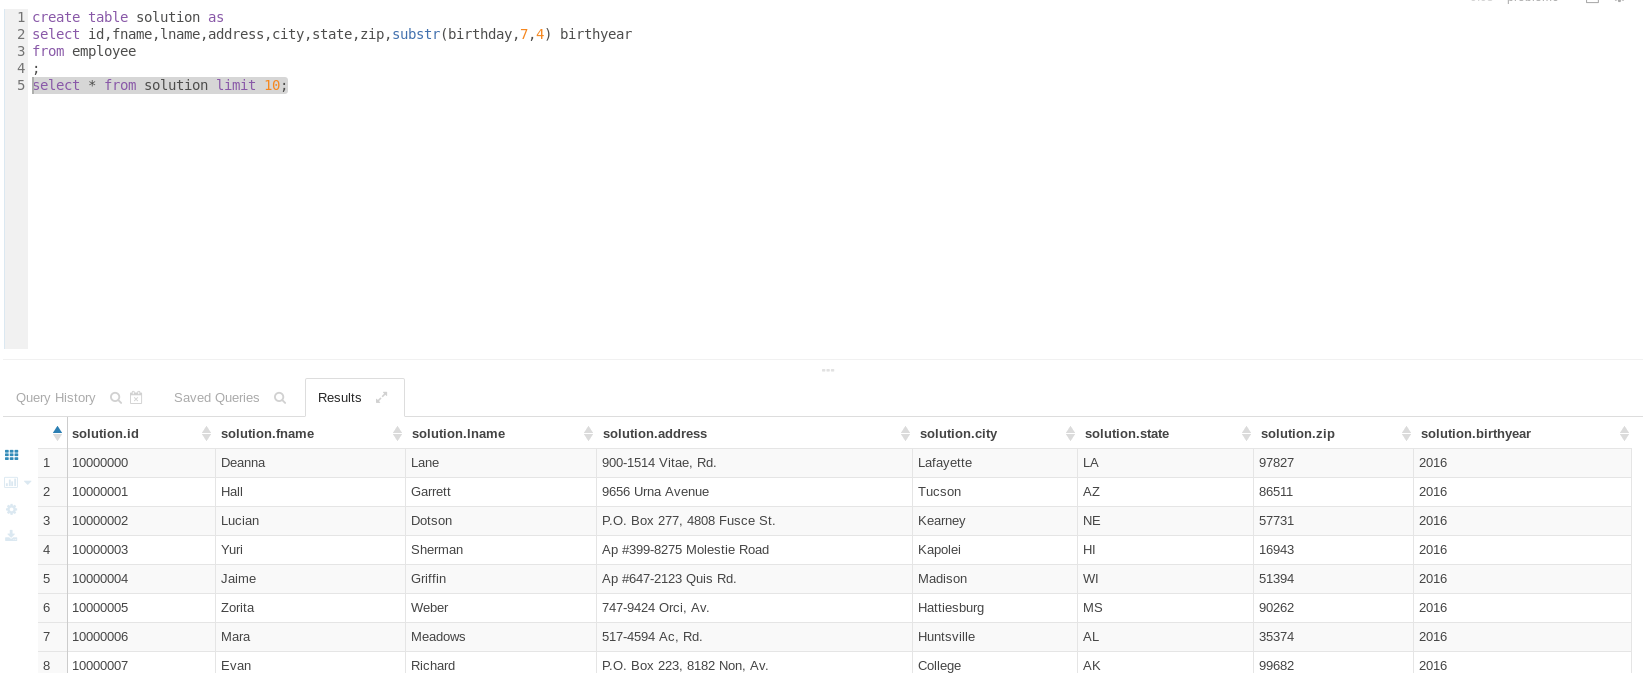 1 create table solution as
2 select id,fname,lname,address,city,state,zip,substr(birthday,7,4) birthyear
3 from employee
4 ;
5 select * from solution limit 10;
Query History Saved Queries Results
solution.id solution.fname solution.lname solution.address solution.city solution.state solution.zip solution.birthyear
1 10000000 Deanna Lane 900-1514 Vitae, Rd. Lafayette LA 97827 2016
2 10000001 Hall Garrett 9656 Urna Avenue Tucson AZ 86511 2016
3 10000002 Lucian Dotson P.O. Box 277, 4808 Fusce St. Kearney NE 57731 2016
4 10000003 Yuri Sherman Ap #399-8275 Molestie Road Kapolei HI 16943 2016
5 10000004 Jaime Griffin Ap #647-2123 Quis Rd. Madison WI 51394 2016
6 10000005 Zorita Weber 747-9424 Orci, Av. Hattiesburg MS 90262 2016
7 10000006 Mara Meadows 517-4594 Ac, Rd. Huntsville AL 35374 2016
8 10000007 Evan Richard P.O. Box 223, 8182 Non, Av. College AK 99682 2016